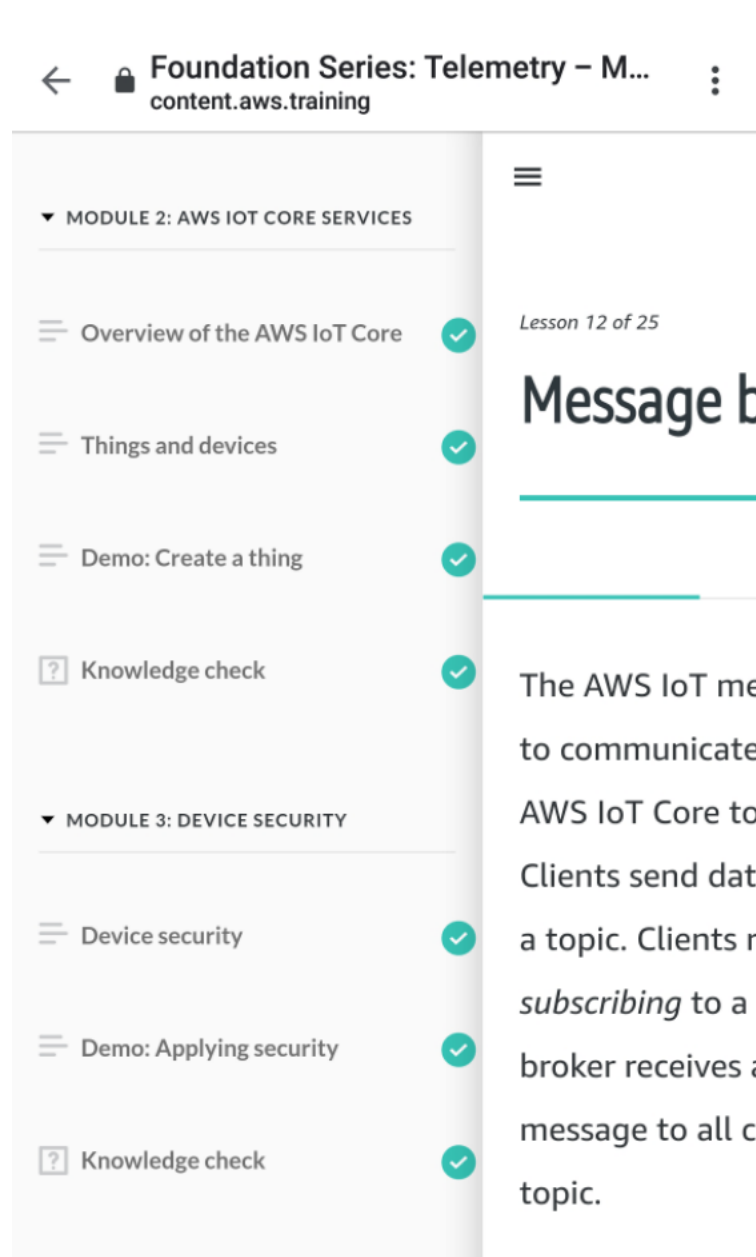 Foundation Series: Telemetry – M...
content.aws.training
MODULE 2: AWS IOT CORE SERVICES
Overview of the AWS IoT Core
Things and devices
Demo: Create a thing
? Knowledge check
MODULE 3: DEVICE SECURITY
Device security
Demo: Applying security
? Knowledge check
Lesson 12 of 25
Message
The AWS IoT
to communicate
AWS IoT Core
Clients send
a topic. Clients
subscribing to a
broker receives
message to all
topic.